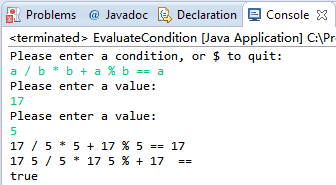 Problems @ Javadoc Declaration Console
<terminated> EvaluateCondition [Java Application] C:\Pr
Please enter a condition, or $ to quit:
a / b * b + a % b == a
Please enter a value:
17
Please enter a value:
5
17 / 5 * 5 + 17 % 5 == 17
17 5 / 5 * 17 5 % + 17  ==
true